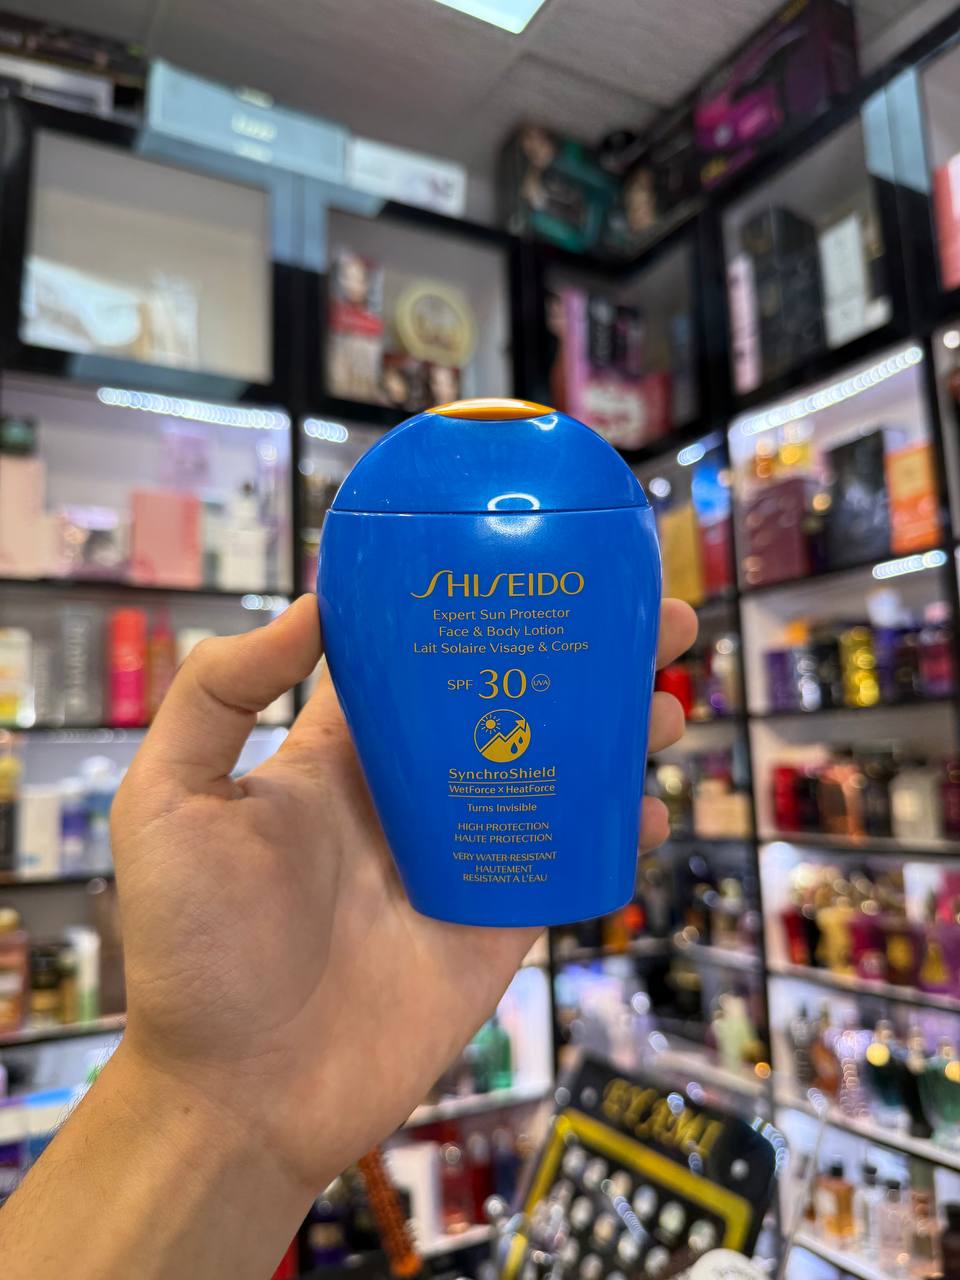 SHISEIDO
Expert Sun Protector
Face & Body Lotion
Lait Solaire Visage & Corps
SPF 30 UVA
SynchroShield
WetForce × HeatForce
Turns Invisible
HIGH PROTECTION
HAUTE PROTECTION
VERY WATER-RESISTANT
HAUTEMENT
RESISTANT A L'EAU